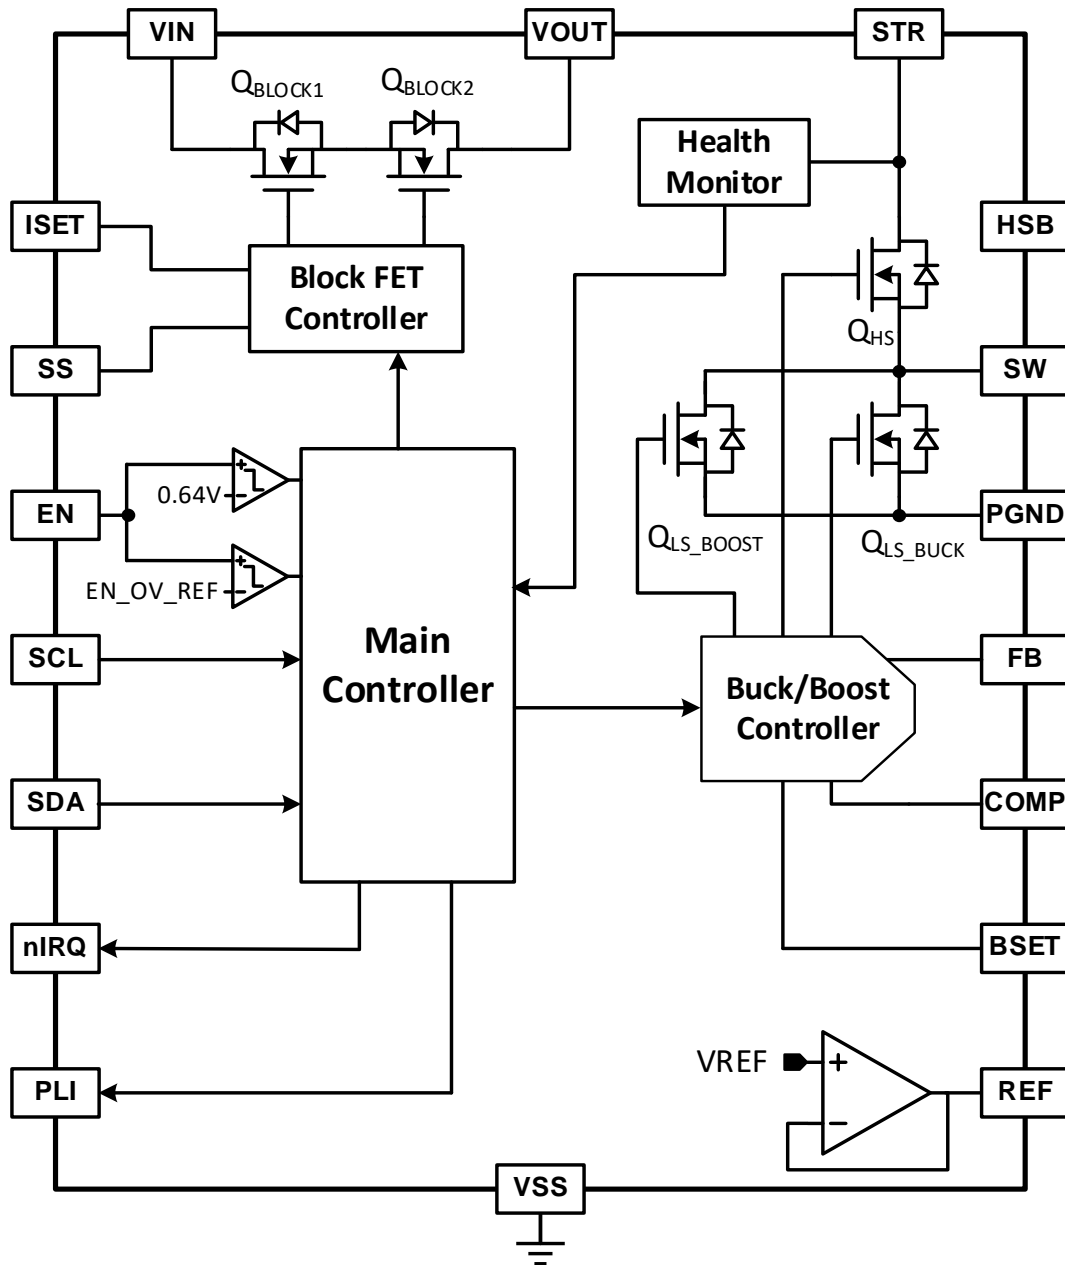 VIN
VOUT
STR
QBLOCK1
QBLOCK2
Health
Monitor
ISET
HSB
Block FET
Controller
QHS
SS
SW
0.64V
EN
PGND
QLS_BOOST
QLS_BUCK
EN_OV_REF
SCL
Main
Controller
FB
Buck/Boost
Controller
SDA
COMP
nIRQ
BSET
VREF
PLI
REF
VSS